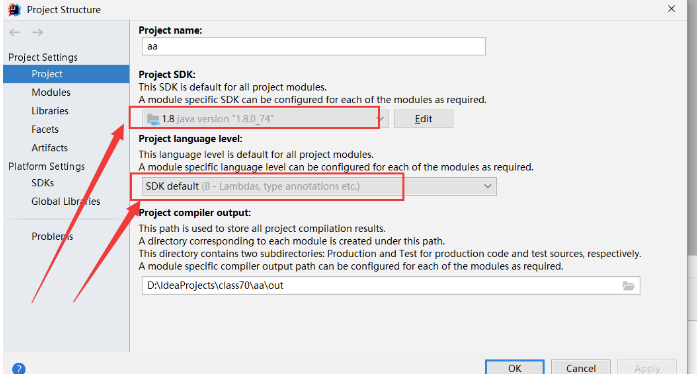 Project Structure
Project Settings
Project
Modules
Libraries
Facets
Artifacts
Platform Settings
SDKs
Global Libraries
Problems
Project name:
aa
Project SDK:
This SDK is default for all project modules.
A module specific SDK can be configured for each of the modules as required.
1.8 java version "1.8.0_74"
Edit
Project language level:
This language level is default for all project modules.
A module specific language level can be configured for each of the modules as required.
SDK default (8 - Lambdas, type annotations etc.)
Project compiler output:
This path is used to store all project compilation results.
A directory corresponding to each module is created under this path.
This directory contains two subdirectories: Production and Test for production code and test sources, respectively.
A module specific compiler output path can be configured for each of the modules as required.
D:\IdeaProjects\class70\aa\out
?
OK
Cancel
Apply